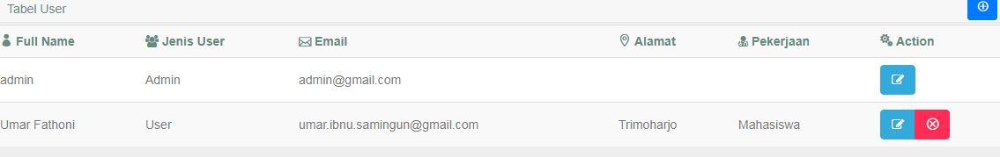 Tabel User
Full Name Jenis User Email Alamat Pekerjaan Action
admin Admin admin@gmail.com
Umar Fathoni User umar.ibnu.samingun@gmail.com Trimoharjo Mahasiswa